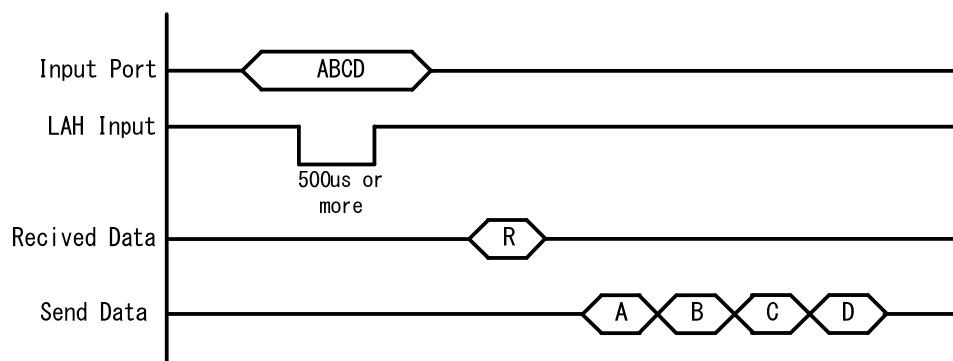 Input Port
ABCD
LAH Input
500us or
more
Recived Data
R
Send Data
A B C D